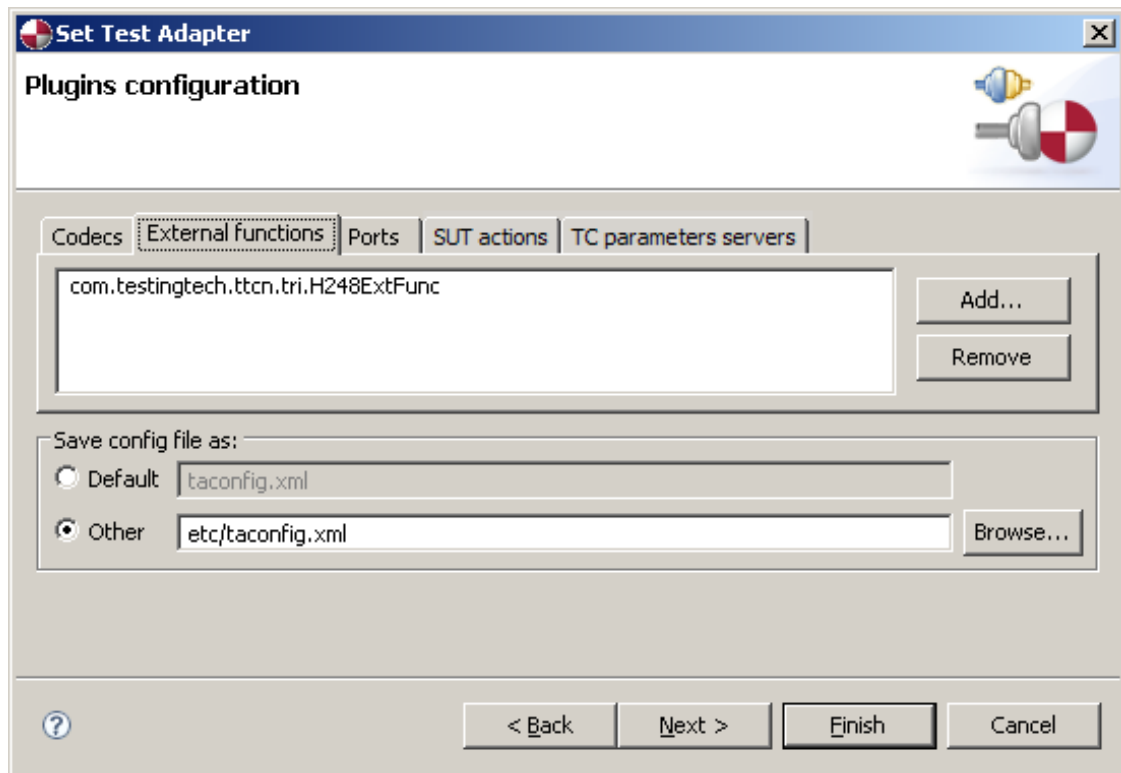 Set Test Adapter
Plugins configuration
Codecs External functions Ports SUT actions TC parameters servers
com.testingtech.ttcn.tri.H248ExtFunc
Add...
Remove
Save config file as:
Default taconfig.xml
Other etc/taconfig.xml Browse...
? < Back Next > Finish Cancel